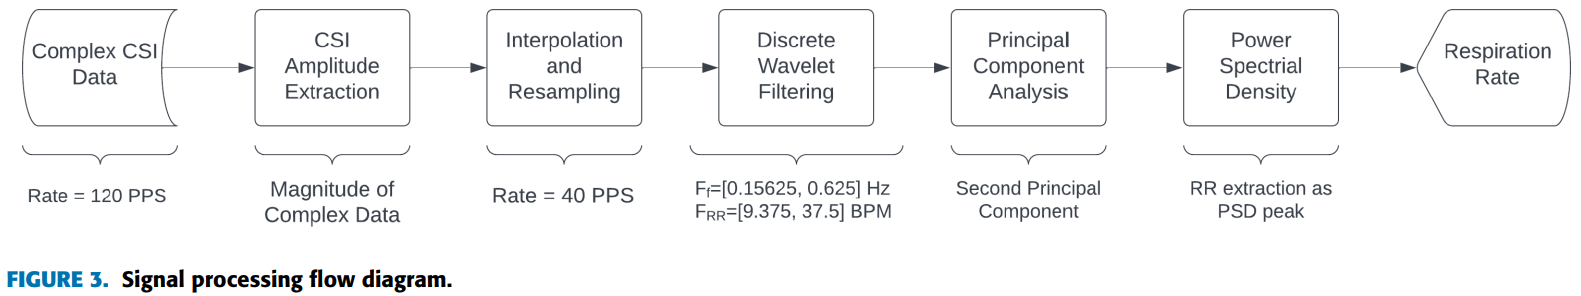 Complex CSI
Data
CSI
Amplitude
Extraction
Interpolation
and
Resampling
Discrete
Wavelet
Filtering
Principal
Component
Analysis
Power
Spectrial
Density
Respiration
Rate
Rate = 120 PPS
Magnitude of
Complex Data
Rate = 40 PPS
Ff=[0.15625, 0.625] Hz
FRR=[9.375, 37.5] BPM
Second Principal
Component
RR extraction as
PSD peak
FIGURE 3. Signal processing flow diagram.